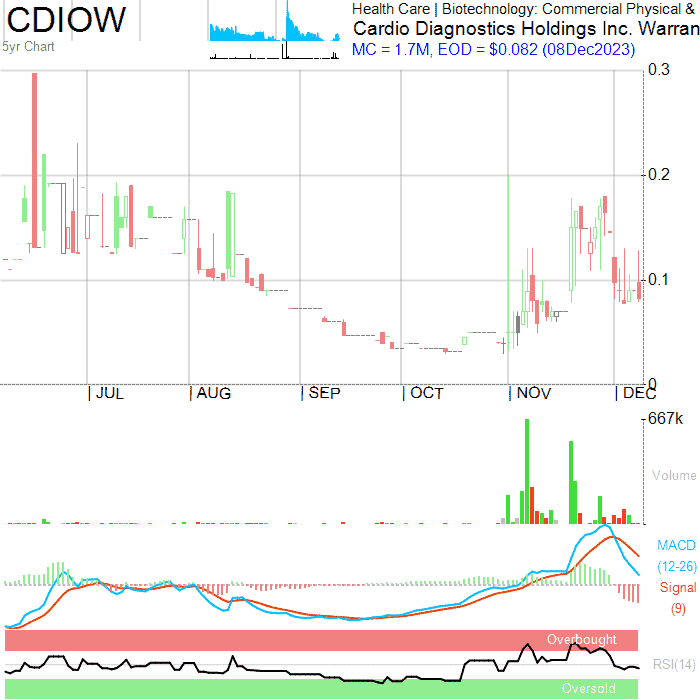 CDIOW
5yr Chart
Health Care | Biotechnology: Commercial Physical &
Cardio Diagnostics Holdings Inc. Warran
MC = 1.7M, EOD = $0.082 (08Dec2023)
0.3
0.2
0.1
0
JUL
AUG
SEP
OCT
NOV
DEC
667k
Volume
MACD
(12-26)
Signal
(9)
Overbought
RSI(14)
Oversold